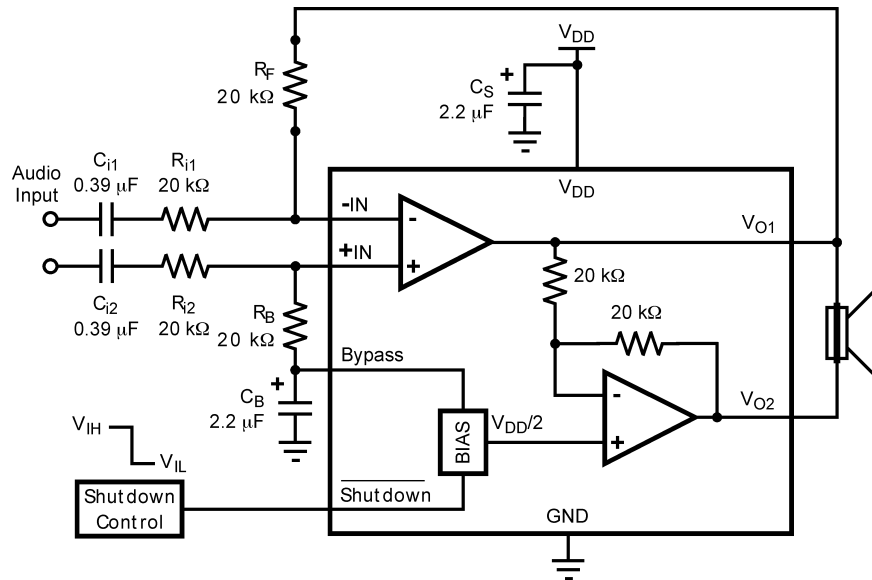 V_DD
R_F
20 kΩ
+
C_S
2.2 μF
Audio
Input
C_i1
0.39 μF
R_i1
20 kΩ
V_DD
-IN
-
V_O1
+IN
+
C_i2
0.39 μF
R_i2
20 kΩ
R_B
20 kΩ
20 kΩ
20 kΩ
Bypass
+
C_B
2.2 μF
-
V_O2
BIAS
V_DD/2
+
V_IH
V_IL
Shutdown
Control
Shutdown
GND